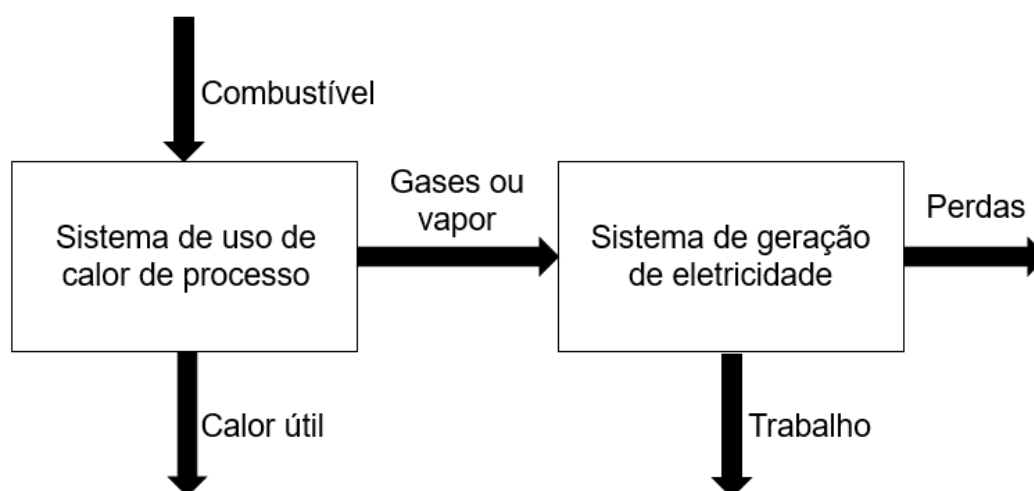 Combustível
Gases ou
vapor
Perdas
Sistema de uso de
calor de processo
Sistema de geração
de eletricidade
Calor útil
Trabalho